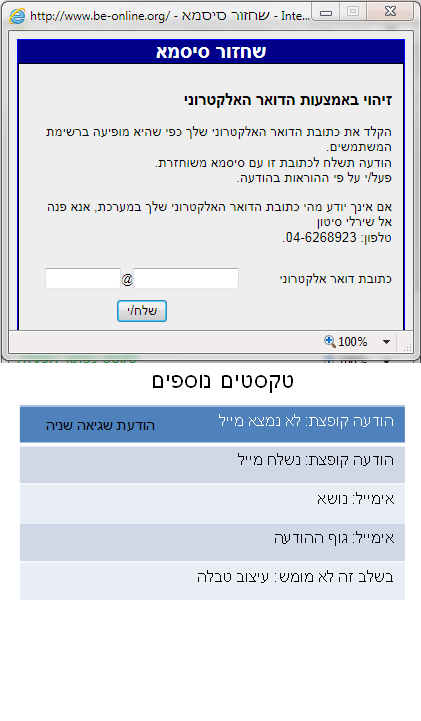 http://www.be-online.org/ - שחזור סיסמא - Inte...
שחזור סיסמא
זיהוי באמצעות הדואר האלקטרוני
הקלד את כתובת הדואר האלקטרוני שלך כפי שהיא מופיעה ברשימת
המשתמשים.
הודעה תשלח לכתובת זו עם סיסמא משוחזרת.
פעל/י על פי ההוראות בהודעה.
אם אינך יודע מהי כתובת הדואר האלקטרוני שלך במערכת, אנא פנה
אל שירלי סיטון
טלפון: 04-6268923.
כתובת דואר אלקטרוני @
שלח/י
100%
טקסטים נוספים
הודעה קופצת: לא נמצא מייל הודעת שגיאה שניה
הודעה קופצת: נשלח מייל
אימייל: נושא
אימייל: גוף ההודעה
בשלב זה לא מומש: עיצוב טבלה